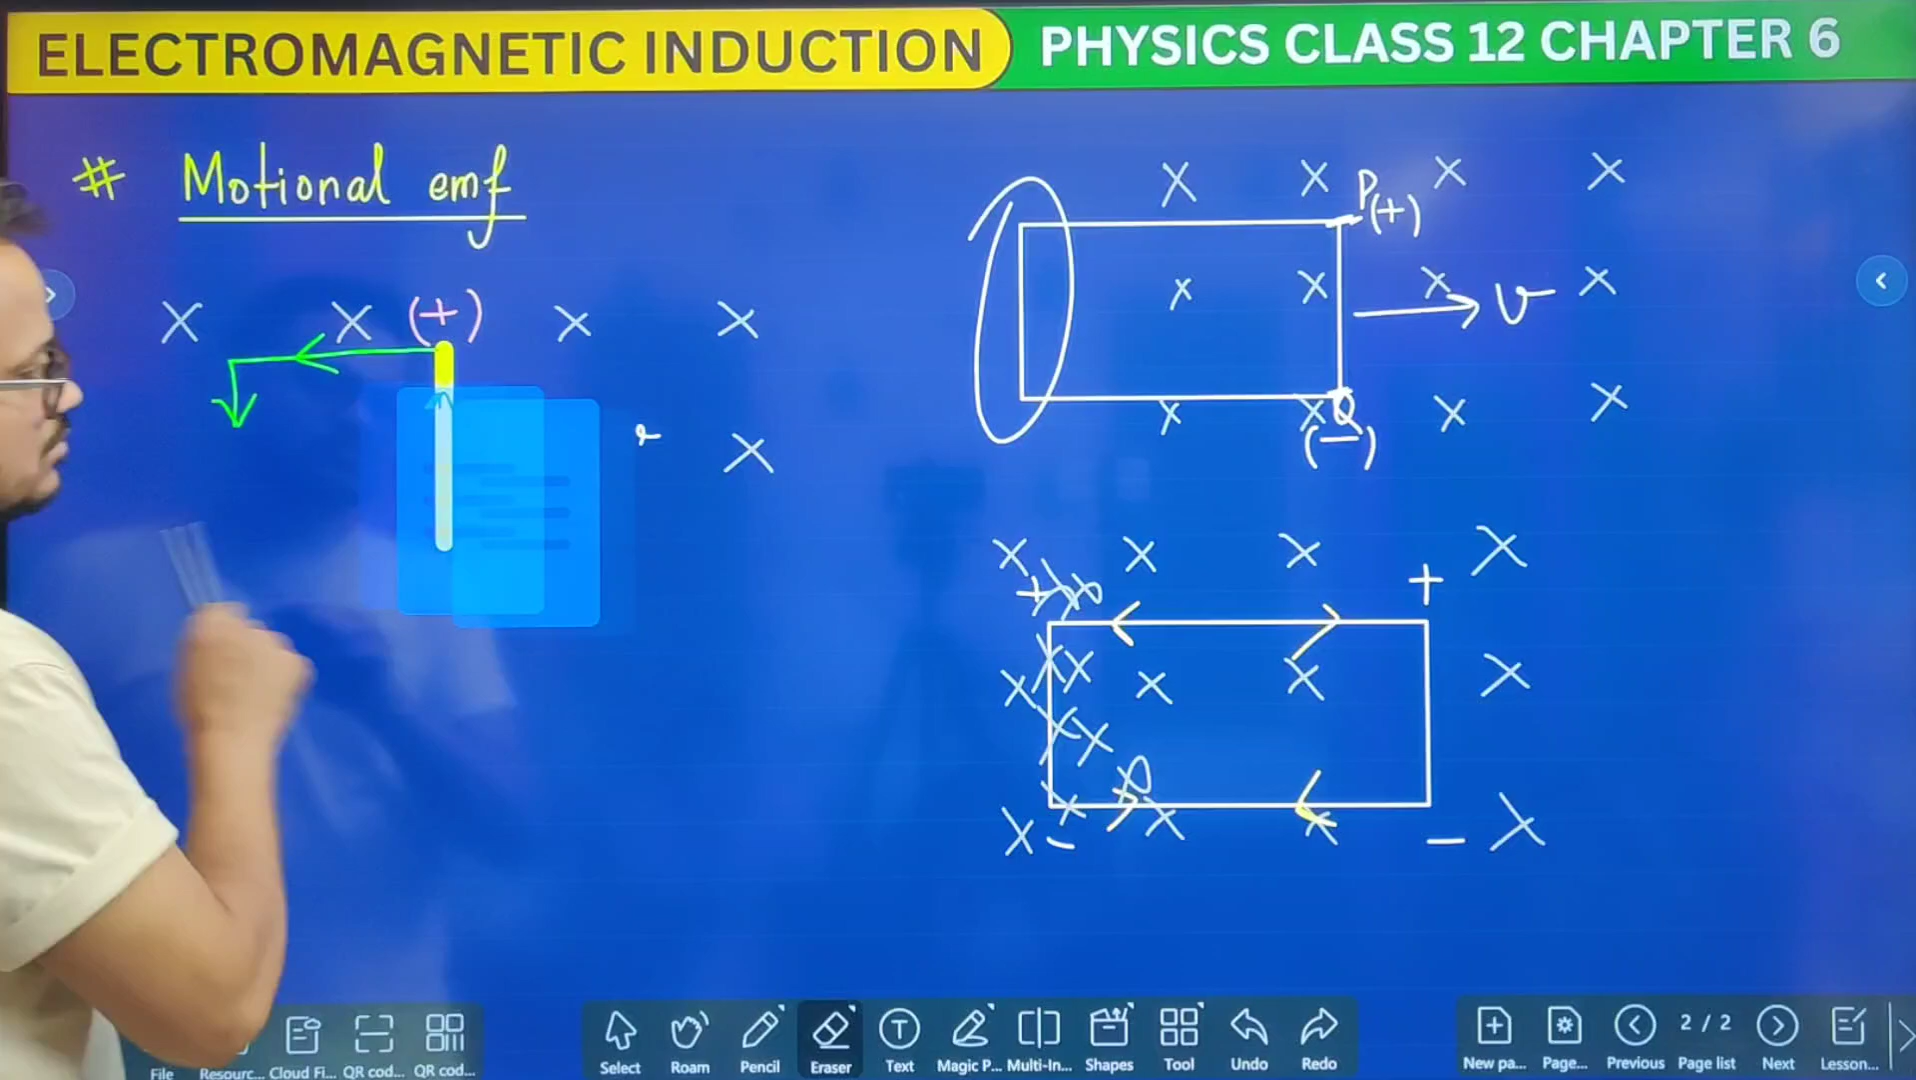 ELECTROMAGNETIC INDUCTION
PHYSICS CLASS 12 CHAPTER 6
# Motional emf
X X (+) X X
X
X X X X
P(+)
X X X X
v
X X X X
Q
(-)
X X X X
+
X X X X
X X X X
- -
File
Resourc...
Cloud Fi...
QR cod...
QR cod...
Select
Roam
Pencil
Eraser
Text
Magic P...
Multi-In...
Shapes
Tool
Undo
Redo
New pa...
Page...
Previous
2 / 2
Page list
Next
Lesson...